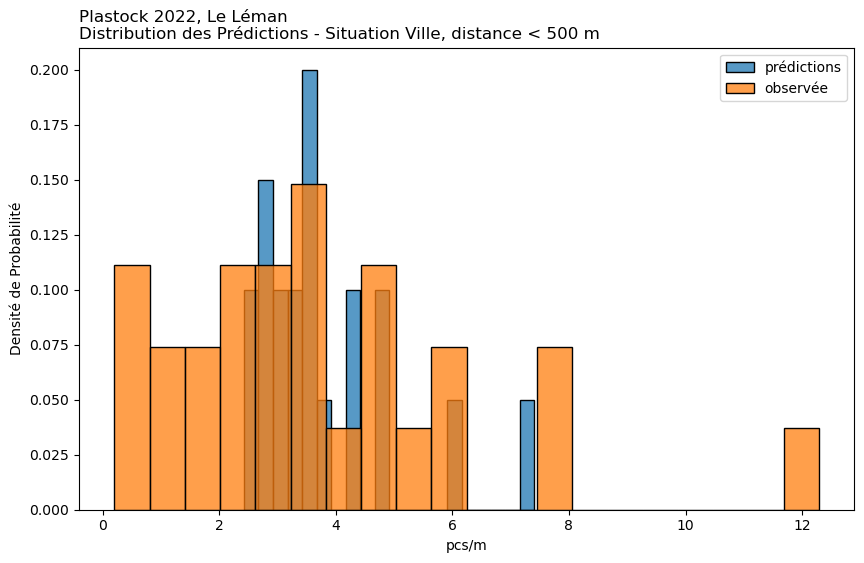 Plastock 2022, Le Léman
Distribution des Prédictions - Situation Ville, distance < 500 m
prédictions
observée
Densité de Probabilité
0.200
0.175
0.150
0.125
0.100
0.075
0.050
0.025
0.000
0 2 4 6 8 10 12
pcs/m